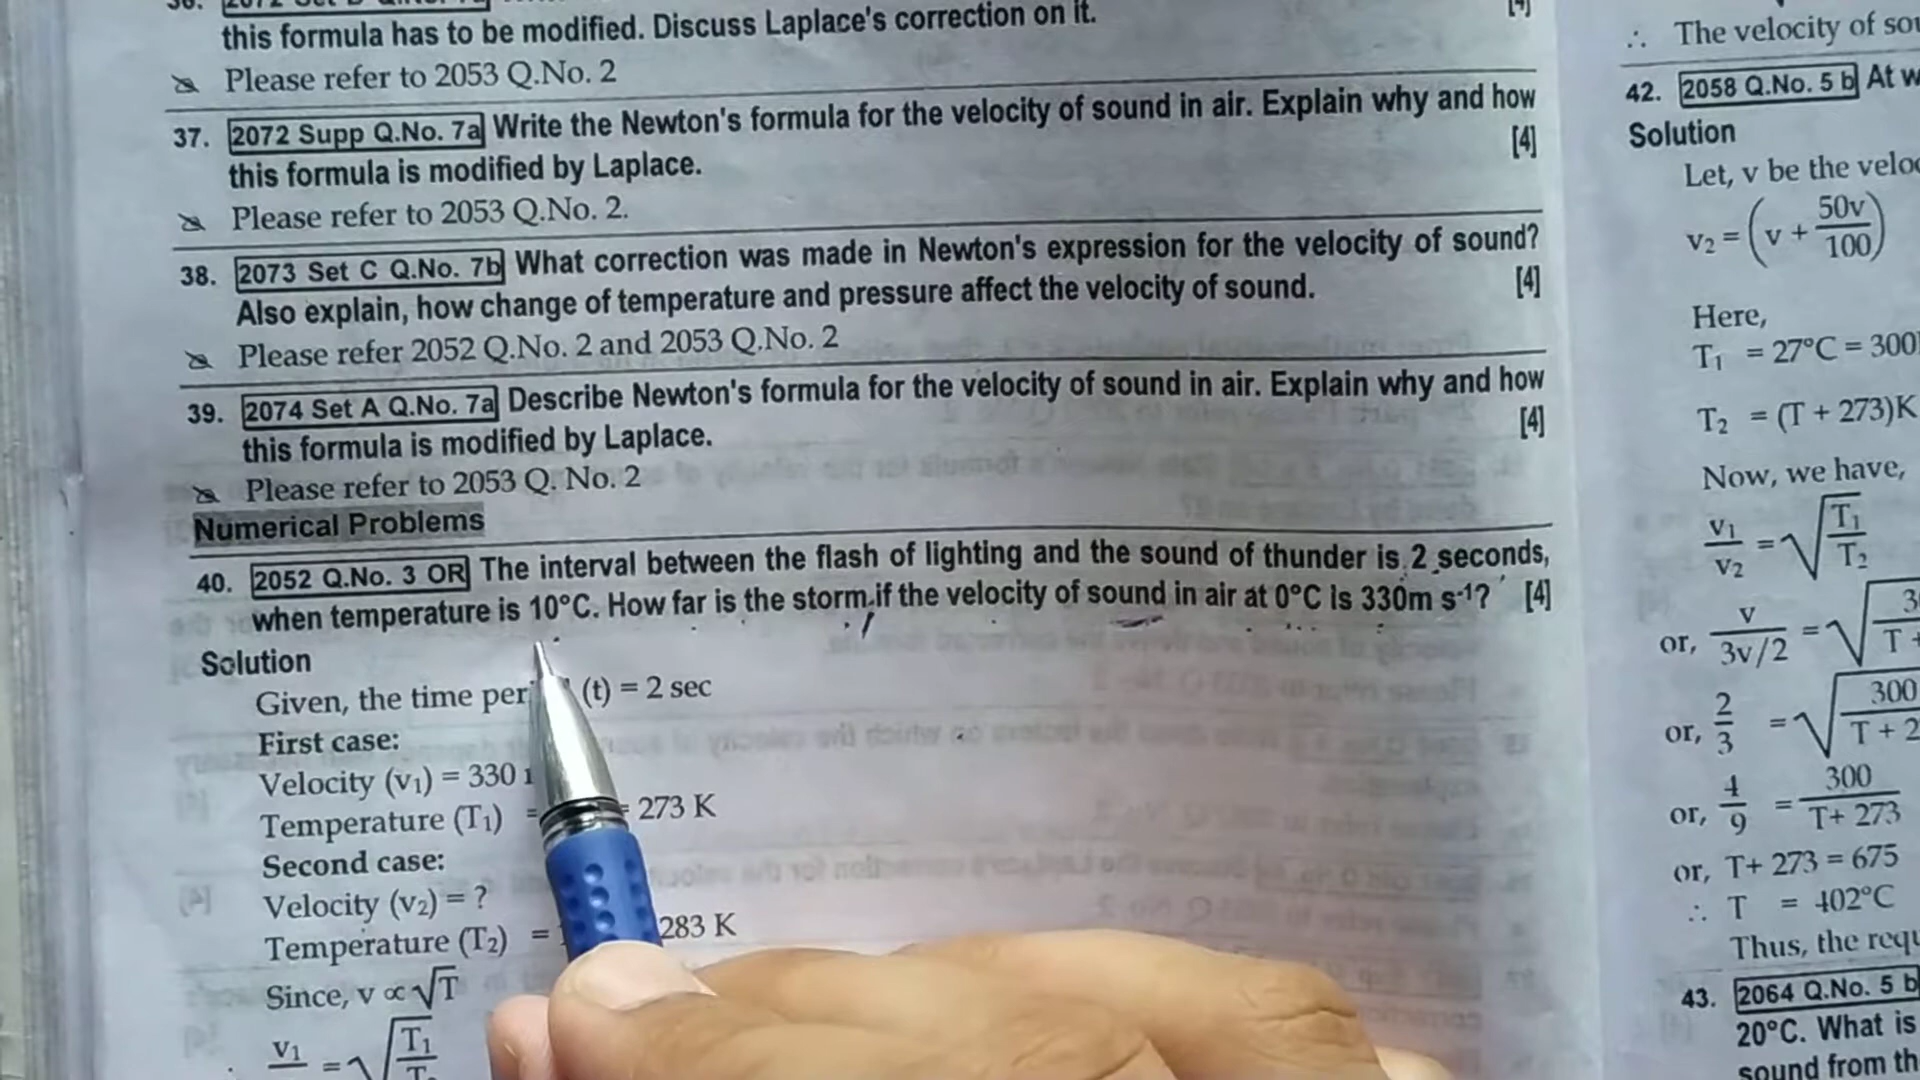 this formula has to be modified. Discuss Laplace's correction on it.
Please refer to 2053 Q.No. 2
37. 2072 Supp Q.No. 7a Write the Newton's formula for the velocity of sound in air. Explain why and how
this formula is modified by Laplace. [4]
Please refer to 2053 Q.No. 2.
38. 2073 Set C Q.No. 7b What correction was made in Newton's expression for the velocity of sound?
Also explain, how change of temperature and pressure affect the velocity of sound. [4]
Please refer 2052 Q.No. 2 and 2053 Q.No. 2
39. 2074 Set A Q.No. 7a Describe Newton's formula for the velocity of sound in air. Explain why and how
this formula is modified by Laplace. [4]
Please refer to 2053 Q. No. 2
Numerical Problems
40. 2052 Q.No. 3 OR The interval between the flash of lighting and the sound of thunder is 2 seconds,
when temperature is 10°C. How far is the storm if the velocity of sound in air at 0°C is 330m s⁻¹? [4]
Solution
Given, the time (t) = 2 sec
First case:
Velocity (v₁) = 330
Temperature (T₁) = 273 K
Second case:
Velocity (v₂) = ?
Temperature (T₂) = 283 K
Since, v ∝ √T
v₁ = √T₁
∴ The velocity of
42. 2058 Q.No. 5 b At
Solution
Let, v be the
v₂ = (v + 50v/100)
Here,
T₁ = 27°C = 300
T₂ = (T + 273)K
Now, we have,
v₁/v₂ = √T₁/T₂
or, v/3v/2 = √
or, 2/3 = √300/T + 2
or, 4/9 = 300/T+ 273
or, T+ 273 = 675
∴ T = 402°C
Thus, the
43. 2064 Q.No. 5 b
20°C. What is
sound from